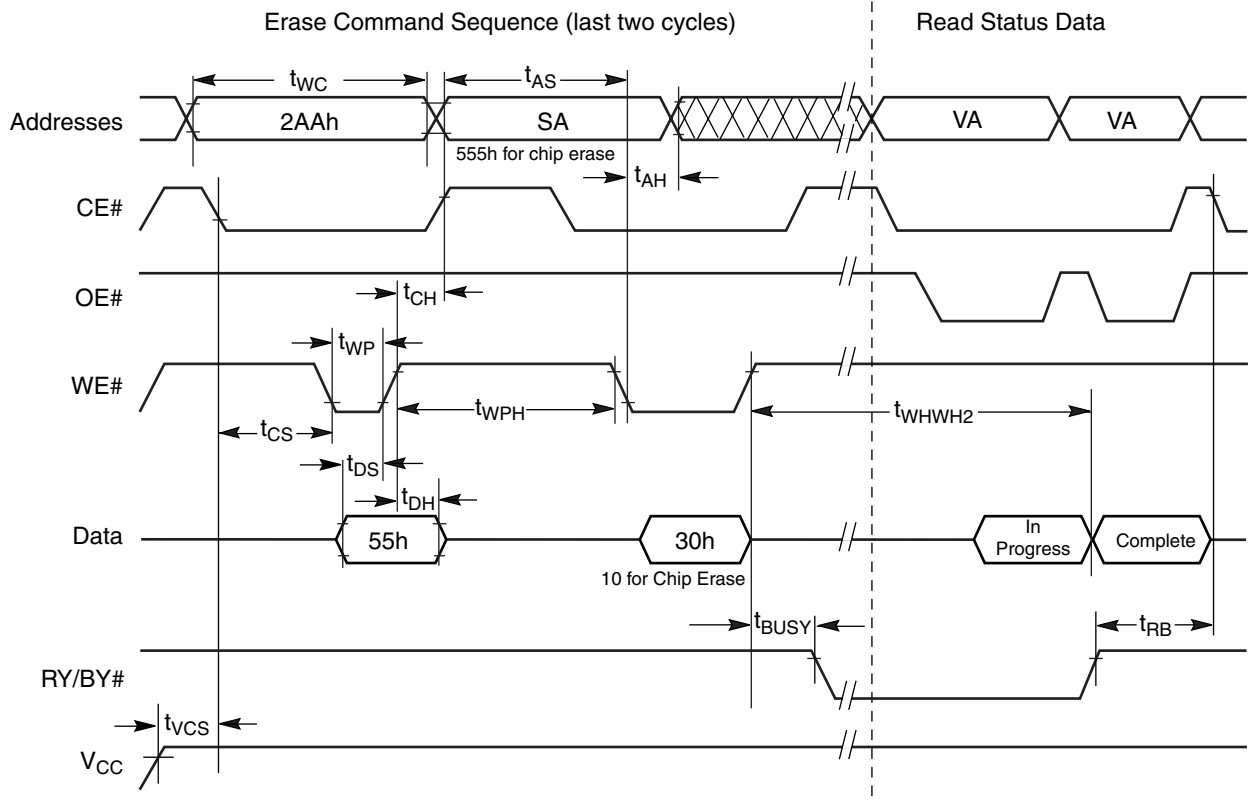 Erase Command Sequence (last two cycles)
Read Status Data
tWC
tAS
Addresses
2AAh
SA
VA
VA
555h for chip erase
tAH
CE#
OE#
tCH
tWP
WE#
tWPH
tWHWH2
tCS
tDS
tDH
Data
55h
30h
In
Progress
Complete
10 for Chip Erase
tBUSY
tRB
RY/BY#
tVCS
VCC